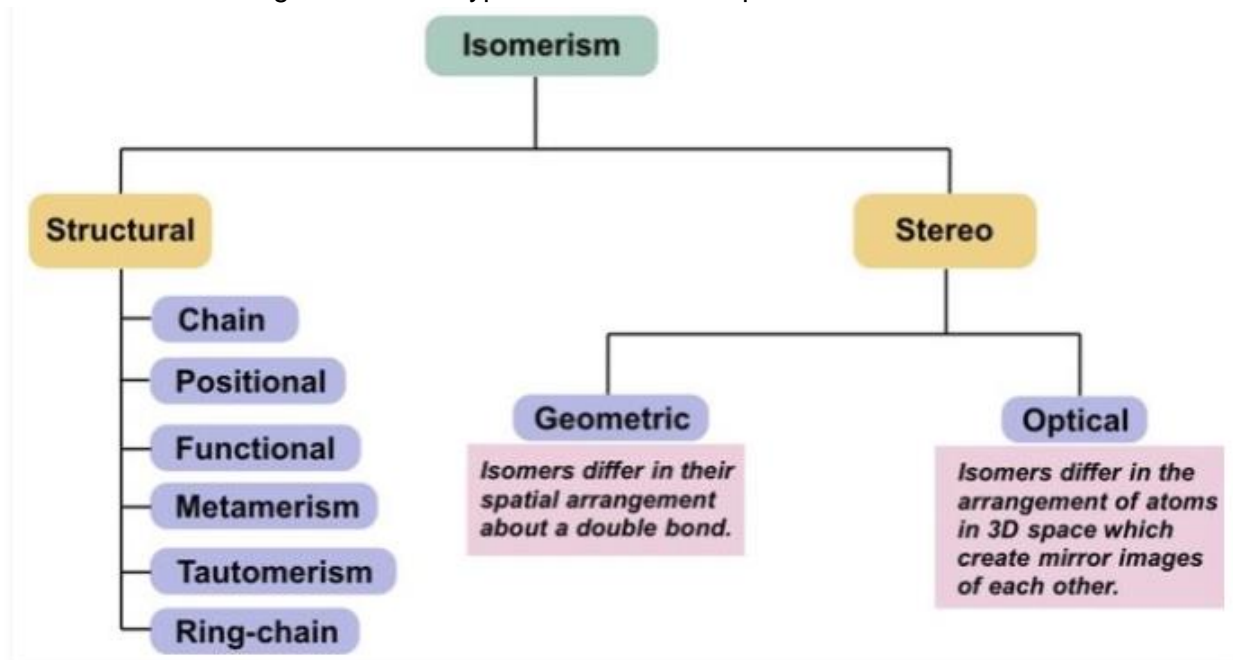 Isomerism
Structural
Stereo
Chain
Positional
Functional
Metamerism
Tautomerism
Ring-chain
Geometric
Isomers differ in their
spatial arrangement
about a double bond.
Optical
Isomers differ in the
arrangement of atoms
in 3D space which
create mirror images
of each other.